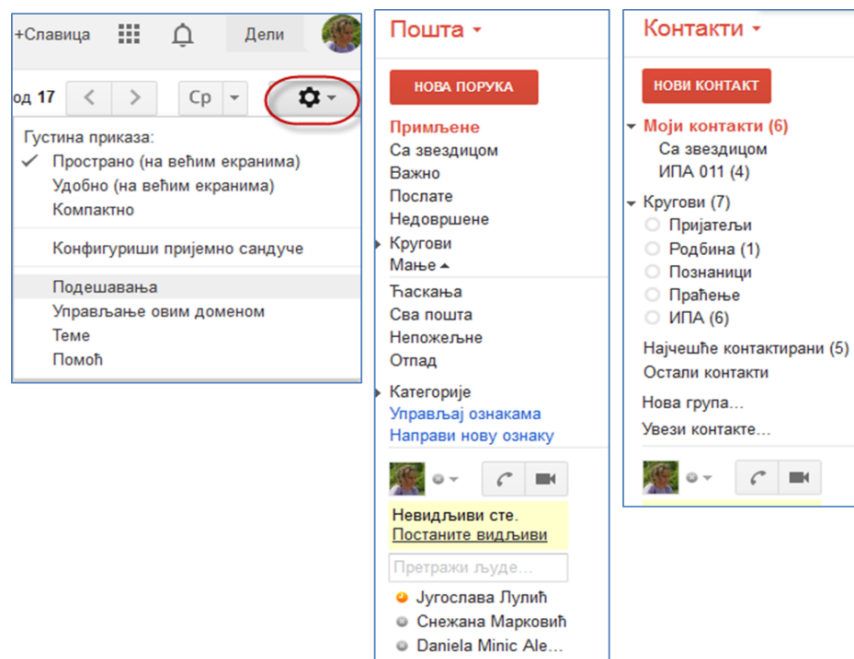 +Славица
Дели
од 17
Ср
Густина приказа:
Пространо (на већим екранима)
Удобно (на већим екранима)
Компактно
Конфигуриши пријемно сандуче
Подешавања
Управљање овим доменом
Теме
Помоћ
Пошта
НОВА ПОРУКА
Примљене
Са звездицом
Важно
Послате
Недовршене
Кругови
Мање
Ћаскања
Сва пошта
Непожељне
Отпад
Категорије
Управљај ознакама
Направи нову ознаку
Невидљиви сте.
Постаните видљиви
Претражи људе...
Југослава Лулић
Снежана Марковић
Daniela Minic Ale...
Контакти
НОВИ КОНТАКТ
Моји контакти (6)
Са звездицом
ИПА 011 (4)
Кругови (7)
Пријатељи
Родбина (1)
Познаници
Праћење
ИПА (6)
Најчешће контактирани (5)
Остали контакти
Нова група...
Увези контакте...